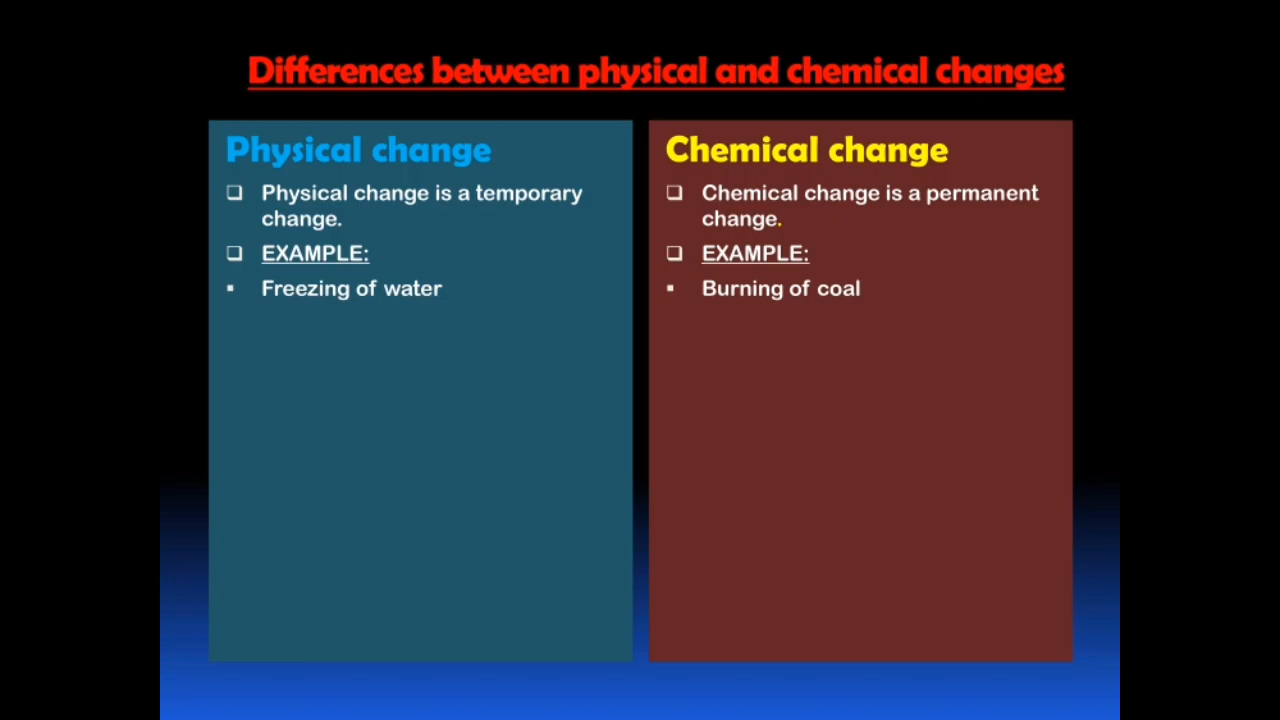 Differences between physical and chemical changes
Physical change
❑ Physical change is a temporary
change.
❑ EXAMPLE:
▪ Freezing of water
Chemical change
❑ Chemical change is a permanent
change.
❑ EXAMPLE:
▪ Burning of coal